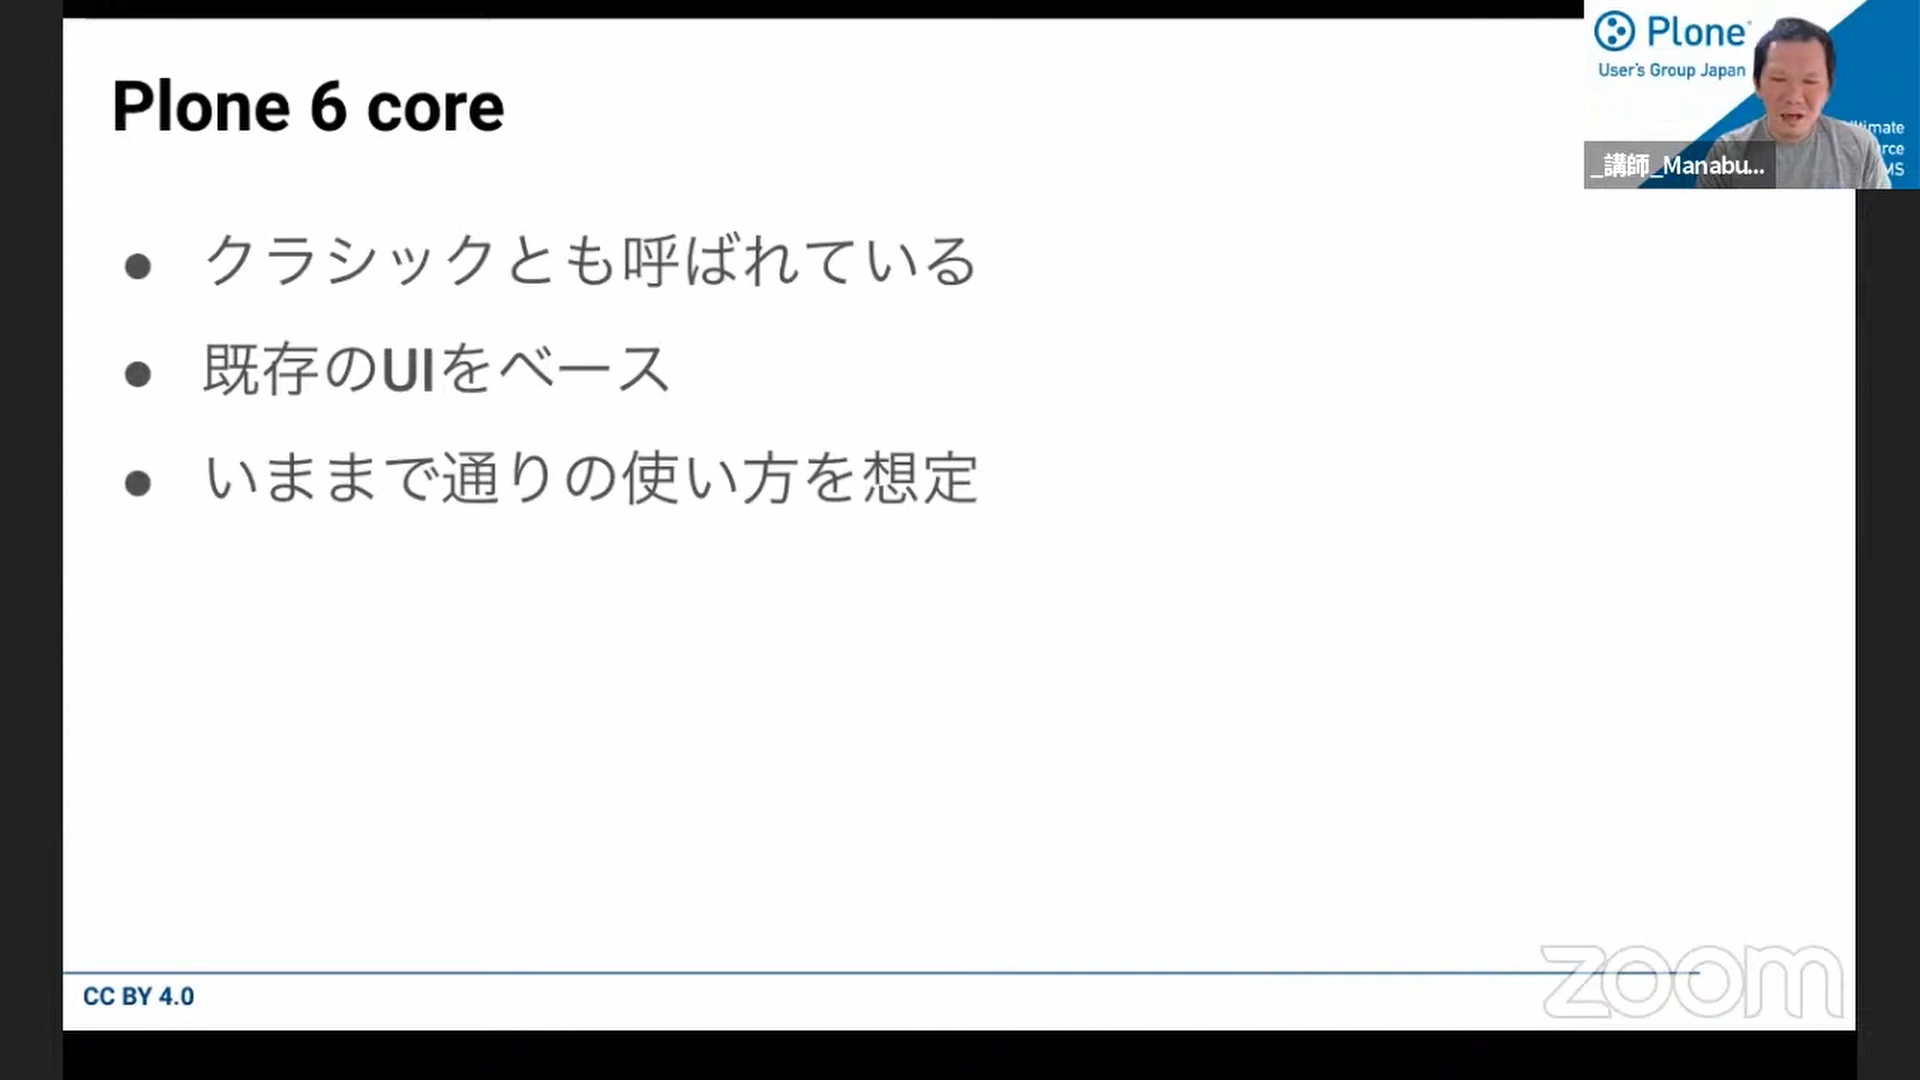 Plone 6 core
● クラシックとも呼ばれている
● 既存のUIをベース
● いままで通りの使い方を想定
CC BY 4.0
Plone
User's Group Japan
_講師_Manabu...
zoom